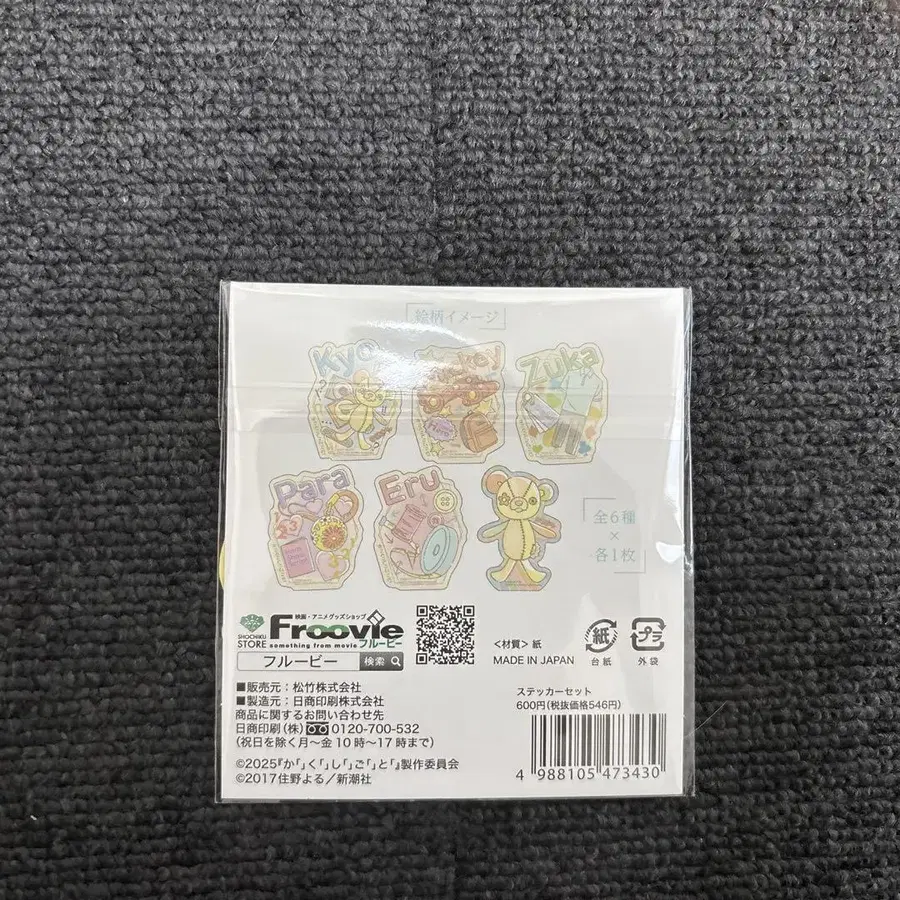 絵柄イメージ
Kyo
key
Zuka
Para
Eru
23
全6種
×
各1枚
映画・アニメグッズショップ
SHOCHIKU
STORE
Froovie
something from movie フルービー
フルービー 検索
<材質> 紙
MADE IN JAPAN
紙
台紙
プラ
外袋
■販売元：松竹株式会社
■製造元：日商印刷株式会社
商品に関するお問い合わせ先
日商印刷(株) 0120-700-532
(祝日を除く月～金10時～17時まで)
©2025『か｣く｣し｣ご｣と｣』製作委員会
©2017住野よる／新潮社
ステッカーセット
600円(税抜価格546円)
4 988105 473430